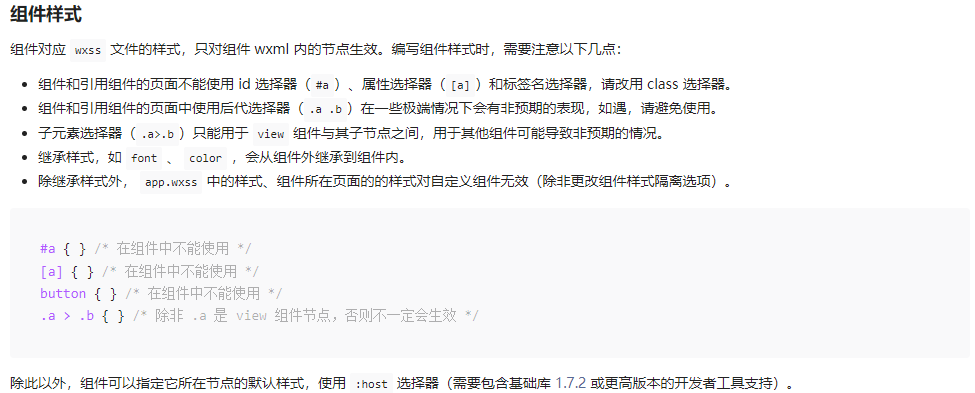 组件样式
组件对应 wxss 文件的样式，只对组件 wxml 内的节点生效。编写组件样式时，需要注意以下几点：
• 组件和引用组件的页面不能使用 id 选择器（ #a ）、属性选择器（ [a] ）和标签名选择器，请改用 class 选择器。
• 组件和引用组件的页面中使用后代选择器（ .a .b ）在一些极端情况下会有非预期的表现，如遇，请避免使用。
• 子元素选择器（ .a>.b ）只能用于 view 组件与其子节点之间，用于其他组件可能导致非预期的情况。
• 继承样式，如 font 、 color ，会从组件外继承到组件内。
• 除继承样式外， app.wxss 中的样式、组件所在页面的的样式对自定义组件无效（除非更改组件样式隔离选项）。
#a { } /* 在组件中不能使用 */
[a] { } /* 在组件中不能使用 */
button { } /* 在组件中不能使用 */
.a > .b { } /* 除非 .a 是 view 组件节点，否则不一定会生效 */
除此以外，组件可以指定它所在节点的默认样式，使用 :host 选择器（需要包含基础库 1.7.2 或更高版本的开发者工具支持）。